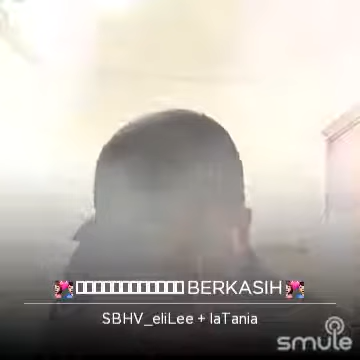 💏▯▯▯▯▯▯▯▯▯▯▯▯ BERKASIH💏
SBHV_eliLee + laTania
smule